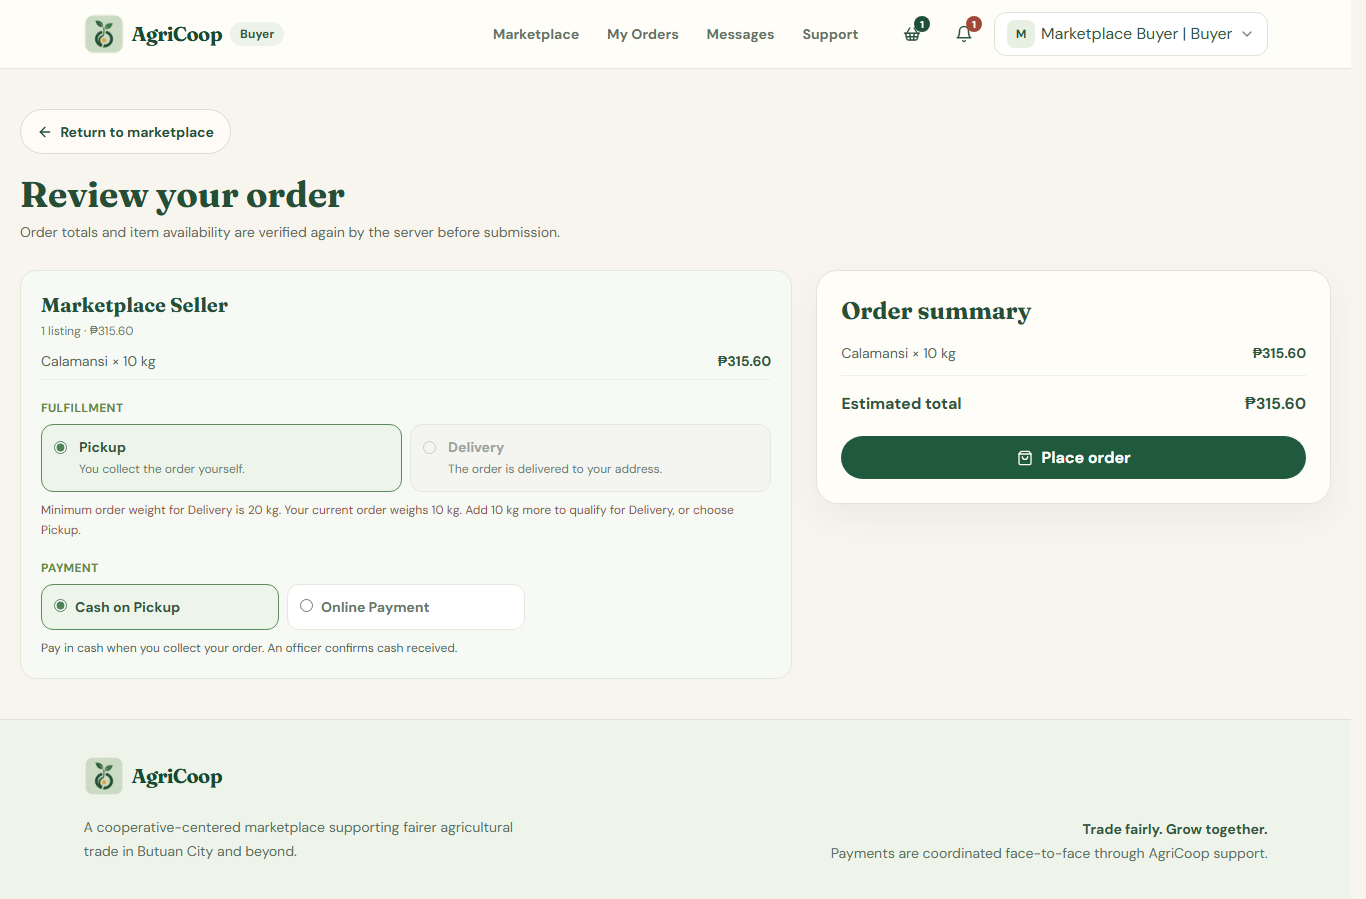 AgriCoop Buyer Marketplace My Orders Messages Support 1 1 M Marketplace Buyer | Buyer
Return to marketplace
Review your order
Order totals and item availability are verified again by the server before submission.
Marketplace Seller
1 listing · ₱315.60
Calamansi × 10 kg ₱315.60
FULFILLMENT
Pickup
You collect the order yourself.
Delivery
The order is delivered to your address.
Minimum order weight for Delivery is 20 kg. Your current order weighs 10 kg. Add 10 kg more to qualify for Delivery, or choose
Pickup.
PAYMENT
Cash on Pickup
Online Payment
Pay in cash when you collect your order. An officer confirms cash received.
Order summary
Calamansi × 10 kg ₱315.60
Estimated total ₱315.60
Place order
AgriCoop
A cooperative-centered marketplace supporting fairer agricultural
trade in Butuan City and beyond.
Trade fairly. Grow together.
Payments are coordinated face-to-face through AgriCoop support.